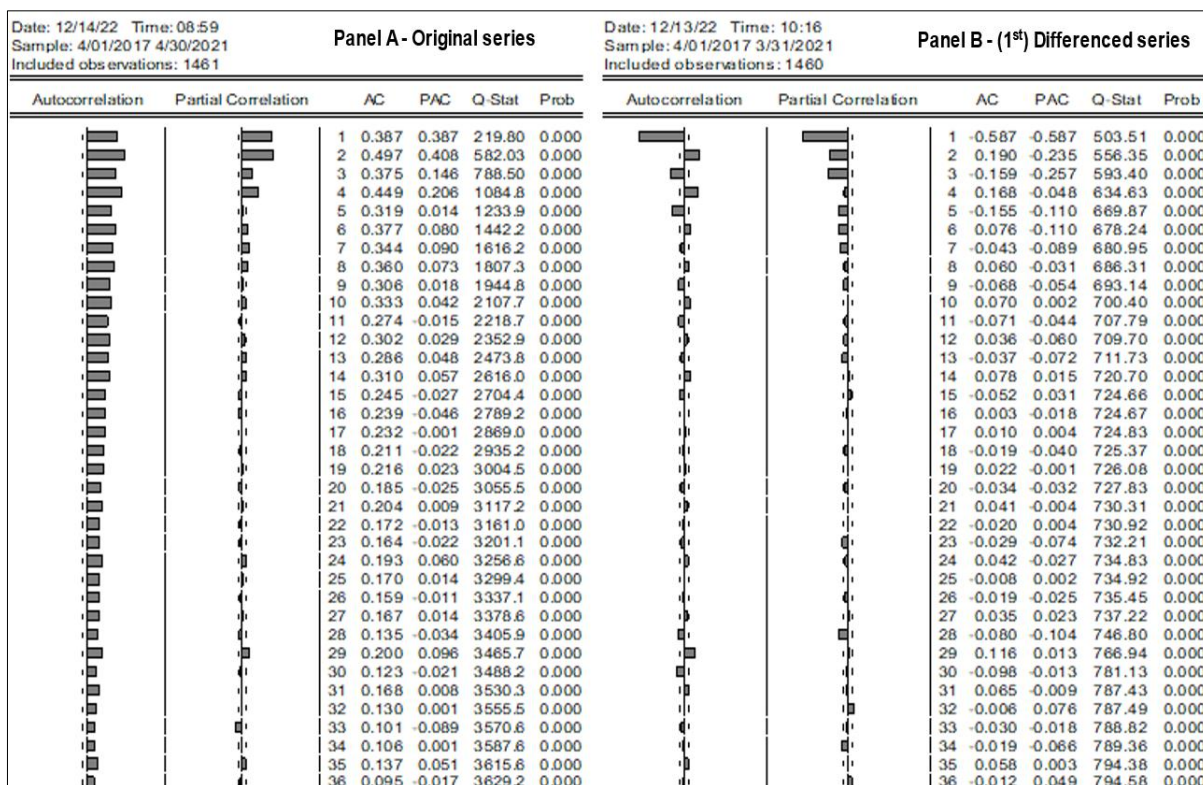 Date: 12/14/22 Time: 08:59
Sample: 4/01/2017 4/30/2021
Included observations: 1461
Panel A - Original series
Autocorrelation Partial Correlation AC PAC Q-Stat Prob
1 0.387 0.387 219.80 0.000
2 0.497 0.408 582.03 0.000
3 0.375 0.146 788.50 0.000
4 0.449 0.206 1084.8 0.000
5 0.319 0.014 1233.9 0.000
6 0.377 0.080 1442.2 0.000
7 0.344 0.090 1616.2 0.000
8 0.360 0.073 1807.3 0.000
9 0.306 0.018 1944.8 0.000
10 0.333 0.042 2107.7 0.000
11 0.274 -0.015 2218.7 0.000
12 0.302 0.029 2352.9 0.000
13 0.286 0.048 2473.8 0.000
14 0.310 0.057 2616.0 0.000
15 0.245 -0.027 2704.4 0.000
16 0.239 -0.046 2789.2 0.000
17 0.232 -0.001 2869.0 0.000
18 0.211 -0.022 2935.2 0.000
19 0.216 0.023 3004.5 0.000
20 0.185 -0.025 3055.5 0.000
21 0.204 0.009 3117.2 0.000
22 0.172 -0.013 3161.0 0.000
23 0.164 -0.022 3201.1 0.000
24 0.193 0.060 3256.6 0.000
25 0.170 0.014 3299.4 0.000
26 0.159 -0.011 3337.1 0.000
27 0.167 0.014 3378.6 0.000
28 0.135 -0.034 3405.9 0.000
29 0.200 0.096 3465.7 0.000
30 0.123 -0.021 3488.2 0.000
31 0.168 0.008 3530.3 0.000
32 0.130 0.001 3555.5 0.000
33 0.101 -0.089 3570.6 0.000
34 0.106 0.001 3587.6 0.000
35 0.137 0.051 3615.6 0.000
36 0.095 -0.017 3629.2 0.000
Date: 12/13/22 Time: 10:16
Sample: 4/01/2017 3/31/2021
Included observations: 1460
Panel B - (1st) Differenced series
Autocorrelation Partial Correlation AC PAC Q-Stat Prob
1 -0.587 -0.587 503.51 0.000
2 0.190 -0.235 556.35 0.000
3 -0.159 -0.257 593.40 0.000
4 0.168 -0.048 634.63 0.000
5 -0.155 -0.110 669.87 0.000
6 0.076 -0.110 678.24 0.000
7 -0.043 -0.089 680.95 0.000
8 0.060 -0.031 686.31 0.000
9 -0.068 -0.054 693.14 0.000
10 0.070 0.002 700.40 0.000
11 -0.071 -0.044 707.79 0.000
12 0.036 -0.060 709.70 0.000
13 -0.037 -0.072 711.73 0.000
14 0.078 0.015 720.70 0.000
15 -0.052 0.031 724.66 0.000
16 0.003 -0.018 724.67 0.000
17 0.010 0.004 724.83 0.000
18 -0.019 -0.040 725.37 0.000
19 0.022 -0.001 726.08 0.000
20 -0.034 -0.032 727.83 0.000
21 0.041 -0.004 730.31 0.000
22 -0.020 0.004 730.92 0.000
23 -0.029 -0.074 732.21 0.000
24 0.042 -0.027 734.83 0.000
25 -0.008 0.002 734.92 0.000
26 -0.019 -0.025 735.45 0.000
27 0.035 0.023 737.22 0.000
28 -0.080 -0.104 746.80 0.000
29 0.116 0.013 766.94 0.000
30 -0.098 -0.013 781.13 0.000
31 0.065 -0.009 787.43 0.000
32 -0.006 0.076 787.49 0.000
33 -0.030 -0.018 788.82 0.000
34 -0.019 -0.066 789.36 0.000
35 0.058 0.003 794.38 0.000
36 -0.012 0.049 794.58 0.000